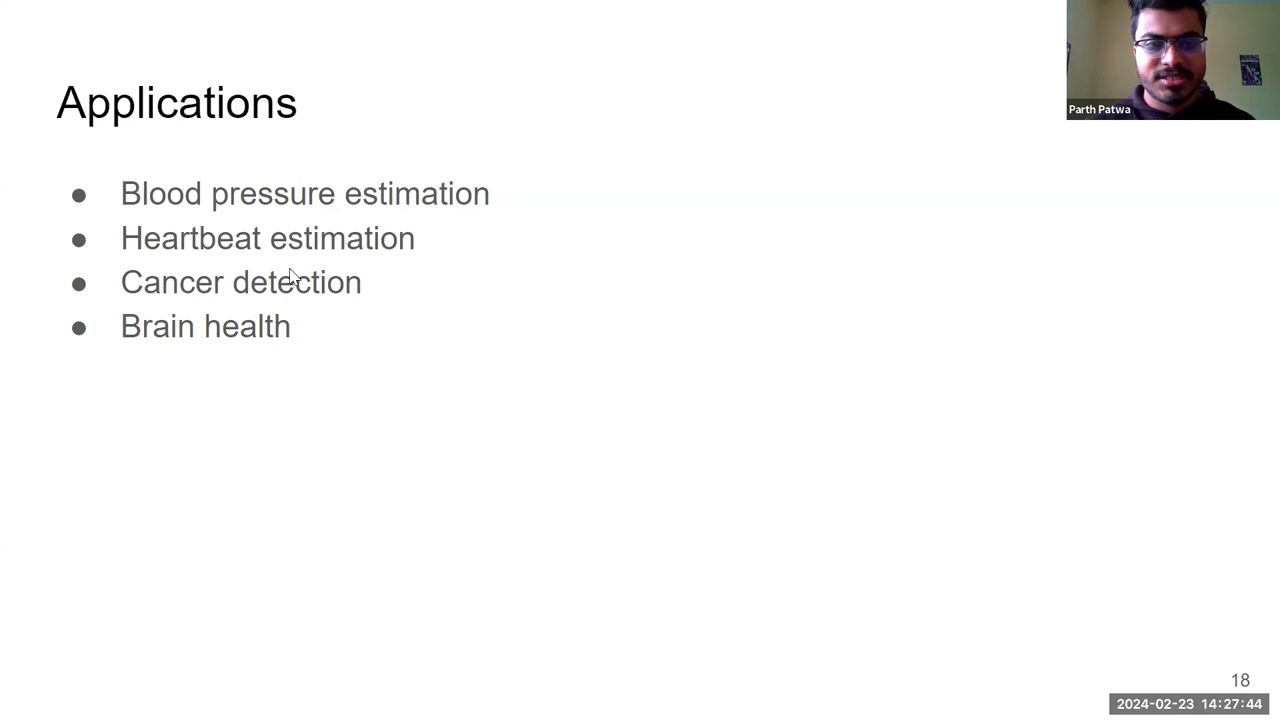 Applications
Parth Patwa
● Blood pressure estimation
● Heartbeat estimation
● Cancer detection
● Brain health
18
2024-02-23 14:27:44